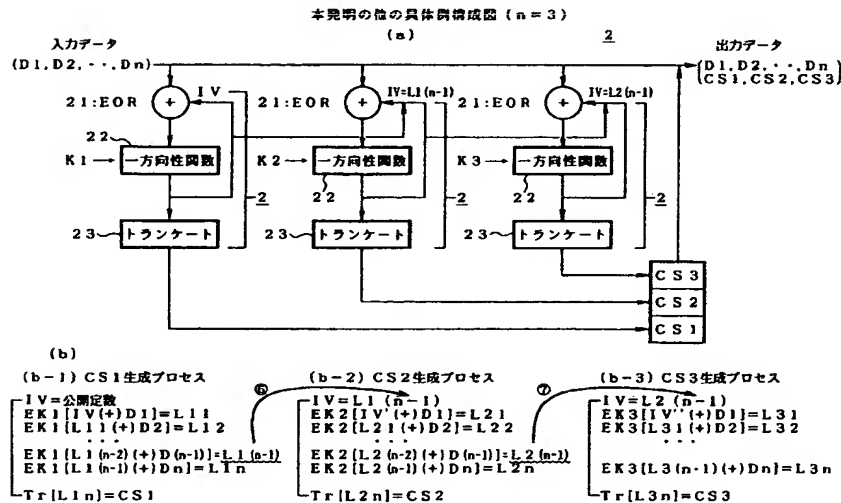 本発明の他の具体例構成図(n=3)
(a)
2
入力データ
(D1,D2,・・,Dn)
出力データ
(D1,D2,・・,Dn
CS1,CS2,CS3)
IV
IV=L1(n-1)
IV=L2(n-1)
21:EOR
+
21:EOR
+
21:EOR
+
22
K1
一方向性関数
K2
一方向性関数
22
K3
一方向性関数
22
2
2
2
23
トランケート
23
トランケート
23
トランケート
CS3
CS2
CS1
(b)
(b-1)CS1生成プロセス
IV=公開定数
EK1[IV(+)D1]=L11
EK1[L11(+)D2]=L12
・・・
EK1[L1(n-2)(+)D(n-1)]=L1(n-1)
EK1[L1(n-1)(+)Dn]=L1n
Tr[L1n]=CS1
⑥
(b-2)CS2生成プロセス
IV=L1(n-1)
EK2[IV'(+)D1]=L21
EK2[L21(+)D2]=L22
・・・
EK2[L2(n-2)(+)D(n-1)]=L2(n-1)
EK2[L2(n-1)(+)Dn]=L2n
Tr[L2n]=CS2
⑦
(b-3)CS3生成プロセス
IV=L2(n-1)
EK3[IV''(+)D1]=L31
EK3[L31(+)D2]=L32
・・・
EK3[L3(n-1)(+)Dn]=L3n
Tr[L3n]=CS3